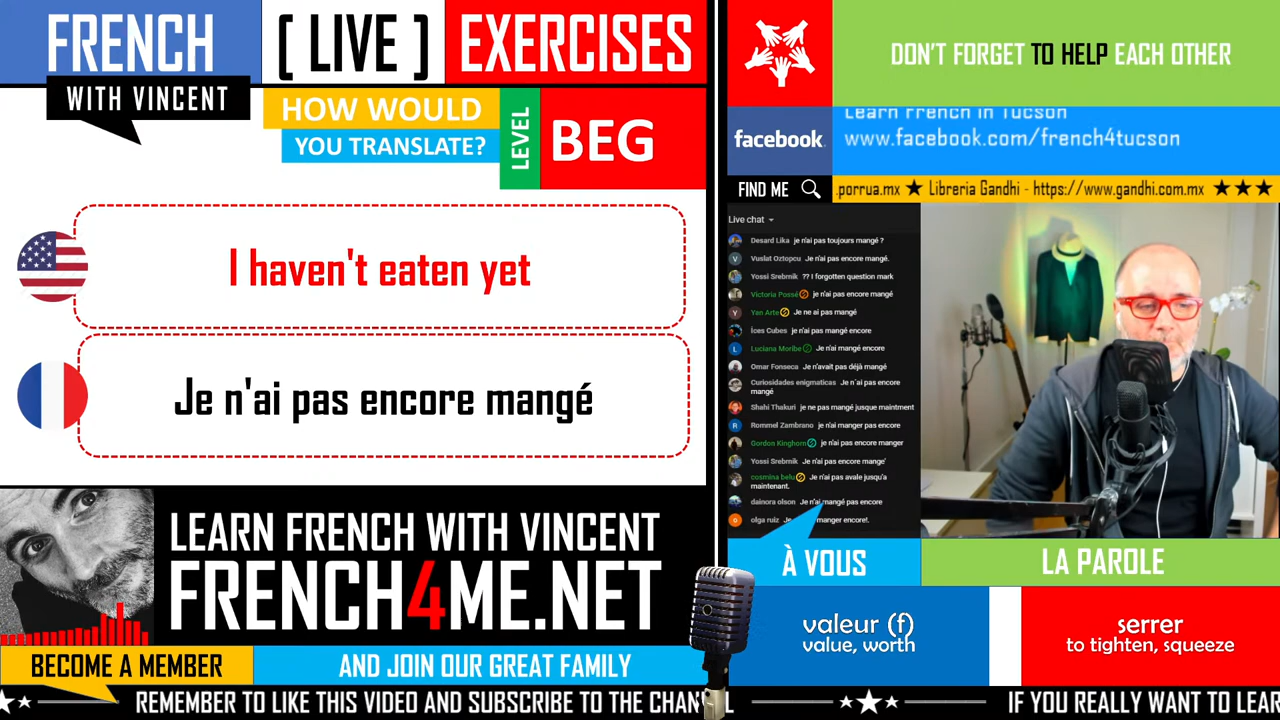 FRENCH
WITH VINCENT
[ LIVE ]
EXERCISES
HOW WOULD
YOU TRANSLATE?
LEVEL
BEG
I haven't eaten yet
Je n'ai pas encore mangé
LEARN FRENCH WITH VINCENT
FRENCH4ME.NET
BECOME A MEMBER
AND JOIN OUR GREAT FAMILY
DON'T FORGET TO HELP EACH OTHER
facebook.
Learn French in Tucson
www.facebook.com/french4tucson
FIND ME
.porrua.mx ★ Libreria Gandhi - https://www.gandhi.com.mx ★★★
Live chat
Desard Lika je n'ai pas toujours mangé ?
Vuslat Oztopcu Je n'ai pas encore mangé.
Yossi Srebrnik ?? I forgotten question mark
Victoria Possé je n'ai pas encore mangé
Yan Arte Je ne ai pas mangé
İces Cubes je n'ai pas mangé encore
Luciana Moribe Je n'ai mangé encore
Omar Fonseca Je n'avait pas déjà mangé
Curiosidades enigmaticas Je n´ai pas encore
mangé
Shahi Thakuri je ne pas mangé jusque maintment
Rommel Zambrano je n'ai manger pas encore
Gordon Kinghorn je n'ai pas encore manger
Yossi Srebrnik Je n'ai pas encore mange'
cosmina belu Je n'ai pas avale jusqu'a
maintenant.
dainora olson Je n'ai mangé pas encore
olga ruiz Je manger encore!.
À VOUS
LA PAROLE
valeur (f)
value, worth
serrer
to tighten, squeeze
★★ REMEMBER TO LIKE THIS VIDEO AND SUBSCRIBE TO THE CHAN L ★★★ IF YOU REALLY WANT TO LEAR